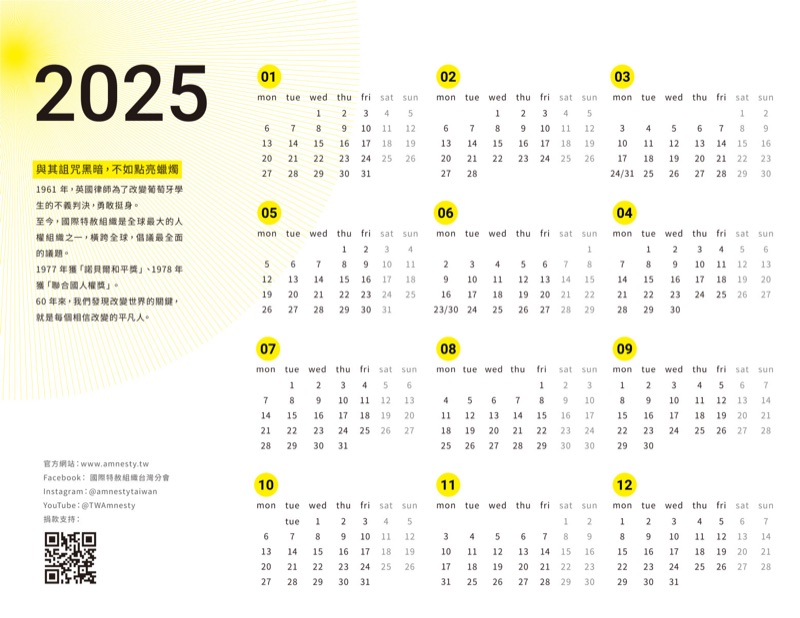 2025
與其詛咒黑暗，不如點亮蠟燭
1961 年，英國律師為了改變葡萄牙學
生的不義判決，勇敢挺身。
至今，國際特赦組織是全球最大的人
權組織之一，橫跨全球，倡議最全面
的議題。
1977 年獲「諾貝爾和平獎」、1978 年
獲「聯合國人權獎」。
60 年來，我們發現改變世界的關鍵，
就是每個相信改變的平凡人。
官方網站：www.amnesty.tw
Facebook： 國際特赦組織台灣分會
Instagram：@amnestytaiwan
YouTube：@TWAmnesty
捐款支持：
01
mon tue wed thu fri sat sun
1 2 3 4 5
6 7 8 9 10 11 12
13 14 15 16 17 18 19
20 21 22 23 24 25 26
27 28 29 30 31
02
mon tue wed thu fri sat sun
1 2 3 4 5
6 7 8 9 10 11 12
13 14 15 16 17 18 19
20 21 22 23 24 25 26
27 28
03
mon tue wed thu fri sat sun
1 2
3 4 5 6 7 8 9
10 11 12 13 14 15 16
17 18 19 20 21 22 23
24/31 25 26 27 28 29 30
05
mon tue wed thu fri sat sun
1 2 3 4
5 6 7 8 9 10 11
12 13 14 15 16 17 18
19 20 21 22 23 24 25
26 27 28 29 30 31
06
mon tue wed thu fri sat sun
1
2 3 4 5 6 7 8
9 10 11 12 13 14 15
16 17 18 19 20 21 22
23/30 24 25 26 27 28 29
04
mon tue wed thu fri sat sun
1 2 3 4 5 6
7 8 9 10 11 12 13
14 15 16 17 18 19 20
21 22 23 24 25 26 27
28 29 30
07
mon tue wed thu fri sat sun
1 2 3 4 5 6
7 8 9 10 11 12 13
14 15 16 17 18 19 20
21 22 23 24 25 26 27
28 29 30 31
08
mon tue wed thu fri sat sun
1 2 3
4 5 6 7 8 9 10
11 12 13 14 15 16 17
18 19 20 21 22 23 24
25 26 27 28 29 30 30
09
mon tue wed thu fri sat sun
1 2 3 4 5 6 7
8 9 10 11 12 13 14
15 16 17 18 19 20 21
22 23 24 25 26 27 28
29 30
10
mon tue wed thu fri sat sun
tue 1 2 3 4 5
6 7 8 9 10 11 12
13 14 15 16 17 18 19
20 21 22 23 24 25 26
27 28 29 30 31
11
mon tue wed thu fri sat sun
1 2
3 4 5 6 7 8 9
10 11 12 13 14 15 16
17 18 19 20 21 22 23
31 25 26 27 28 29 30
12
mon tue wed thu fri sat sun
1 2 3 4 5 6 7
8 9 10 11 12 13 14
15 16 17 18 19 20 21
22 23 24 25 26 27 28
29 30 31